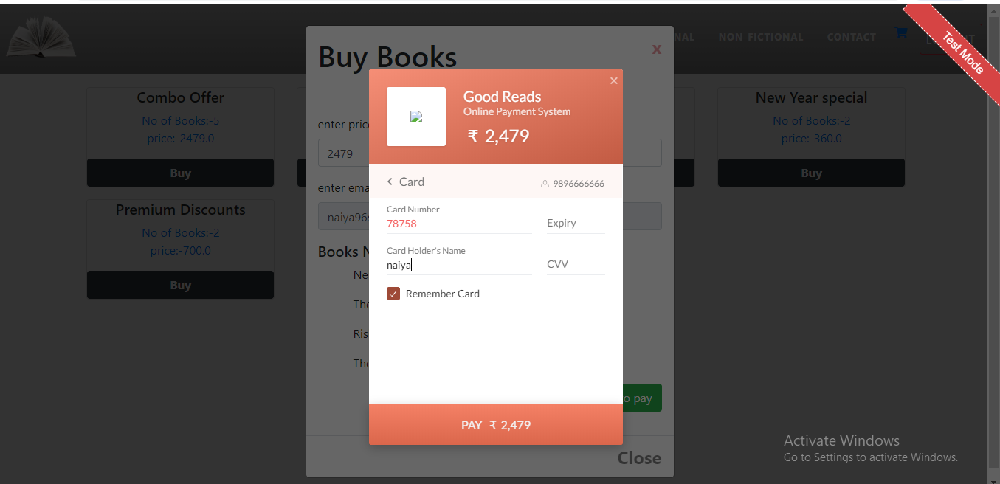 NAL
NON-FICTIONAL
CONTACT
Test Mode
Buy Books
x
Combo Offer
No of Books:-5
price:-2479.0
Buy
New Year special
No of Books:-2
price:-360.0
Buy
Premium Discounts
No of Books:-2
price:-700.0
Buy
enter price
2479
enter ema
naiya96
Books N
Ne
The
Ris
The
o pay
Close
Good Reads
Online Payment System
₹ 2,479
Card
9896666666
Card Number
78758
Expiry
Card Holder's Name
naiya
CVV
Remember Card
PAY ₹ 2,479
Activate Windows
Go to Settings to activate Windows.